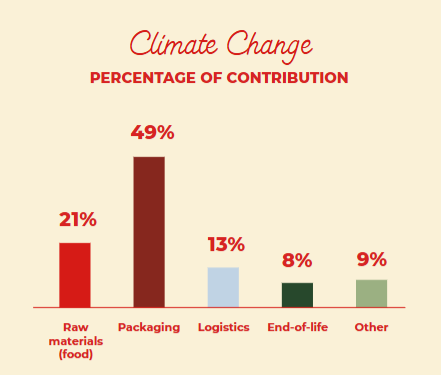 Climate Change
PERCENTAGE OF CONTRIBUTION
49%
21%
13%
8%
9%
Raw
materials
(food)
Packaging
Logistics
End-of-life
Other